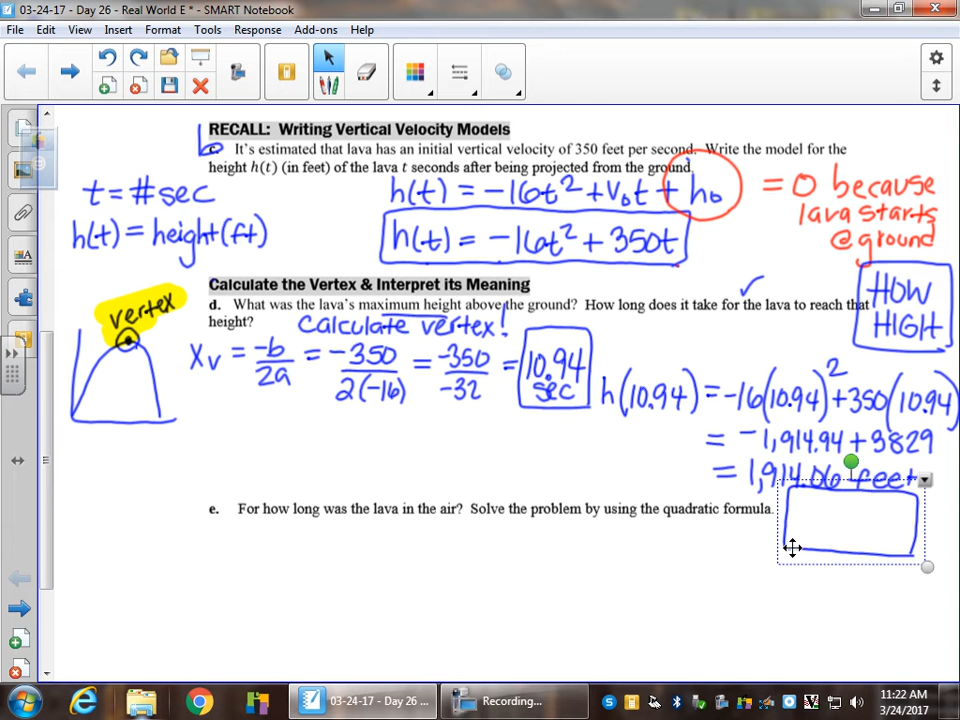 03-24-17 - Day 26 - Real World E * - SMART Notebook
File Edit View Insert Format Tools Response Add-ons Help
RECALL: Writing Vertical Velocity Models
b c. It's estimated that lava has an initial vertical velocity of 350 feet per second. Write the model for the
height h(t) (in feet) of the lava t seconds after being projected from the ground.
t = #sec
h(t) = height (ft)
h(t) = -16t² + v₀t + h₀
= 0 because
lava starts
@ ground
h(t) = -16t² + 350t
Calculate the Vertex & Interpret its Meaning
d. What was the lava's maximum height above the ground? How long does it take for the lava to reach that
height?
✓
HOW
HIGH
calculate vertex!
vertex
Xv = -b/2a = -350/2(-16) = -350/-32 = 10.94 sec
h(10.94) = -16(10.94)² + 350(10.94)
= -1,914.94 + 3829
= 1,914.06 feet
e. For how long was the lava in the air? Solve the problem by using the quadratic formula.
03-24-17 - Day 26 ...
Recording...
11:22 AM
3/24/2017